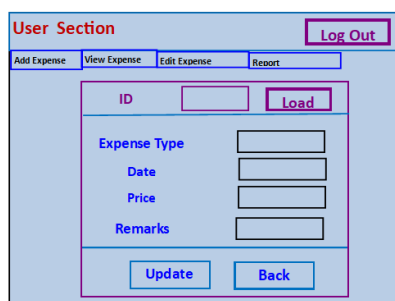 User Section
Log Out
Add Expense View Expense Edit Expense Report
ID Load
Expense Type
Date
Price
Remarks
Update Back